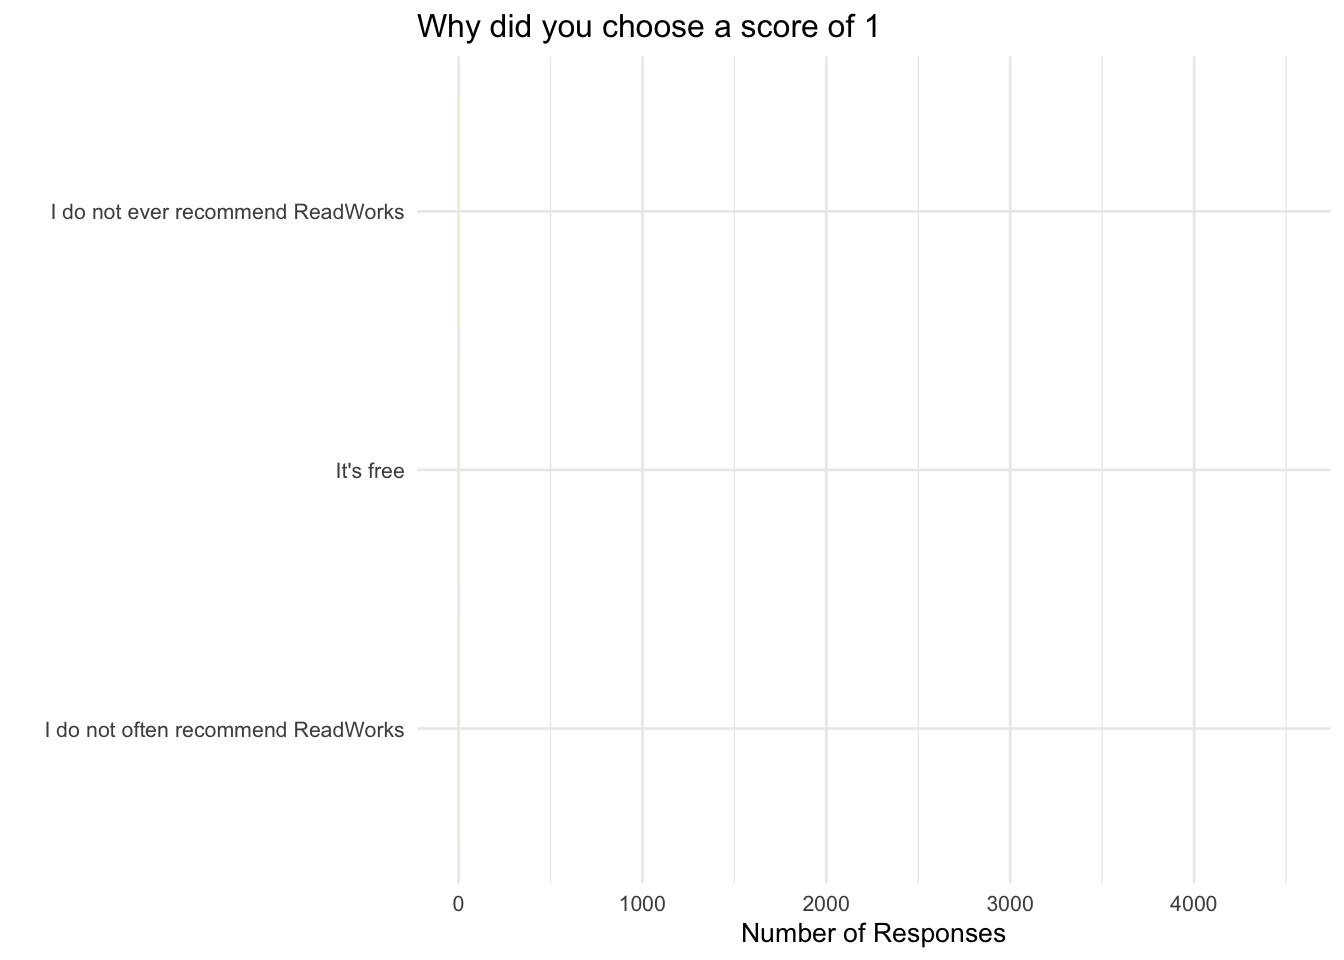 Why did you choose a score of 1
I do not ever recommend ReadWorks
It's free
I do not often recommend ReadWorks
0 1000 2000 3000 4000
Number of Responses